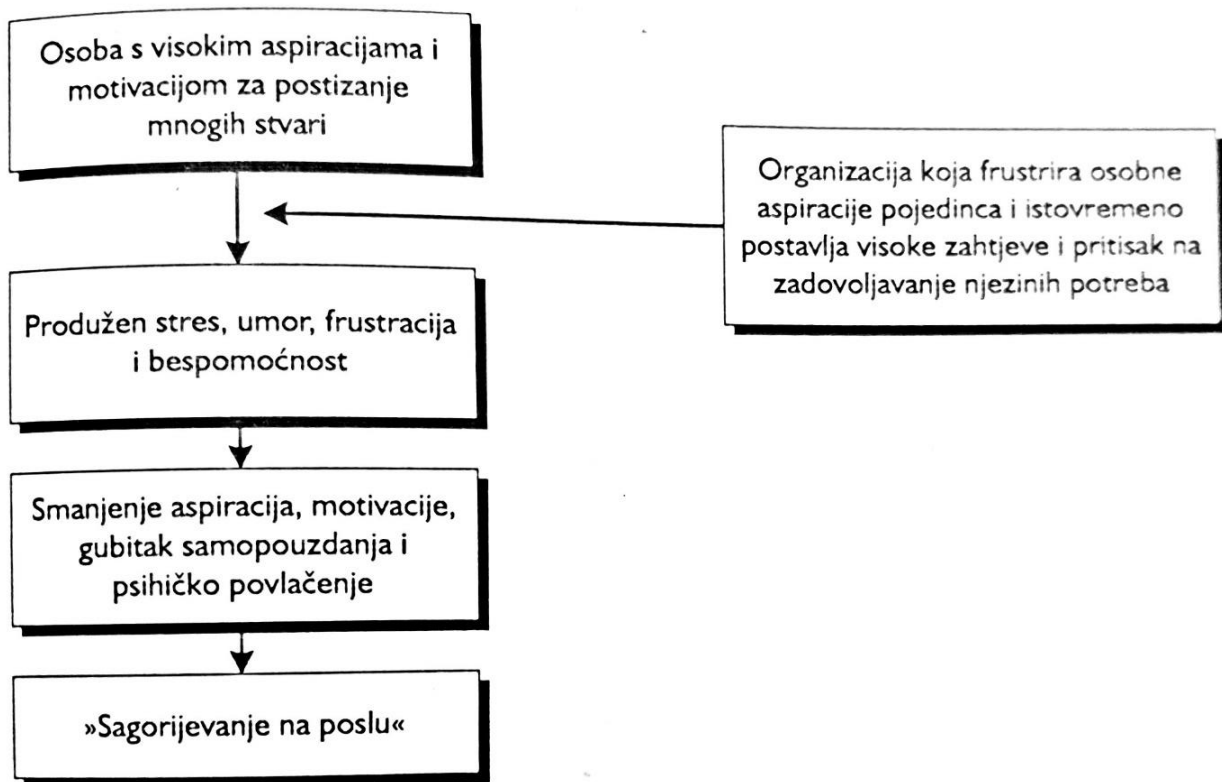 Osoba s visokim aspiracijama i
motivacijom za postizanje
mnogih stvari
Organizacija koja frustrira osobne
aspiracije pojedinca i istovremeno
postavlja visoke zahtjeve i pritisak na
zadovoljavanje njezinih potreba
Produžen stres, umor, frustracija
i bespomoćnost
Smanjenje aspiracija, motivacije,
gubitak samopouzdanja i
psihičko povlačenje
»Sagorijevanje na poslu«